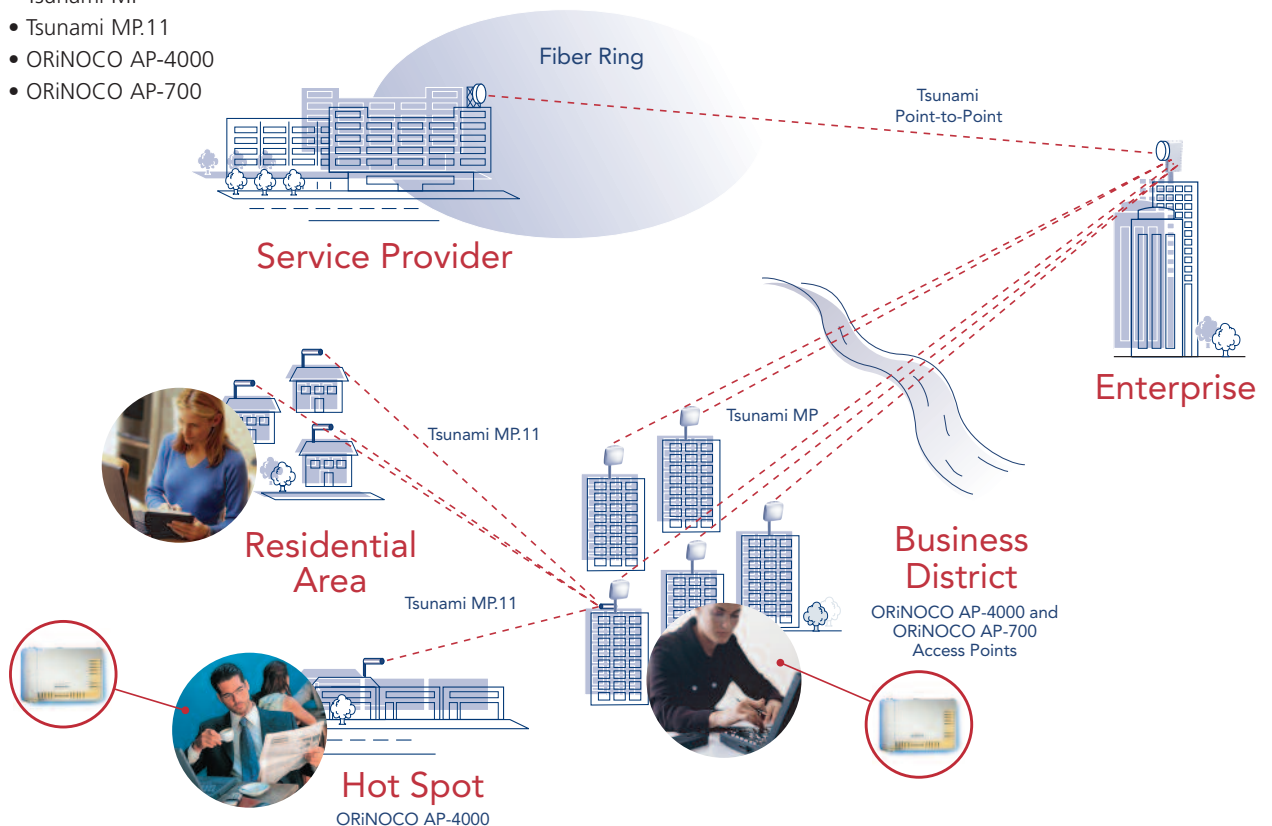 • Tsunami MP.11
• ORiNOCO AP-4000
• ORiNOCO AP-700
Fiber Ring
Tsunami
Point-to-Point
Service Provider
Enterprise
Tsunami MP.11
Tsunami MP
Residential
Area
Business
District
ORiNOCO AP-4000 and
ORiNOCO AP-700
Access Points
Tsunami MP.11
Hot Spot
ORiNOCO AP-4000